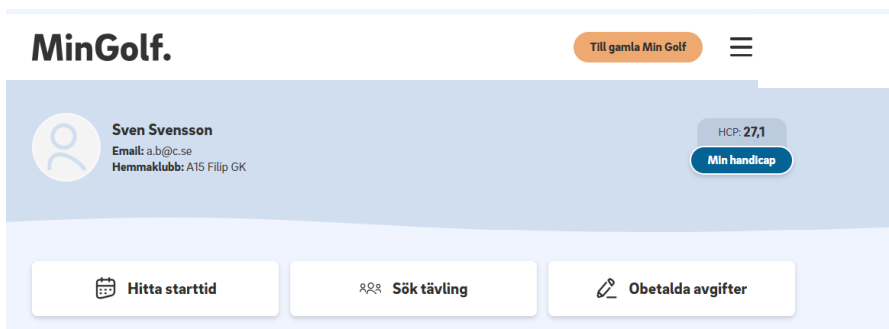 MinGolf.
Till gamla Min Golf
Sven Svensson
Email: a.b@c.se
Hemmaklubb: A15 Filip GK
HCP: 27,1
Min handicap
Hitta starttid
Sök tävling
Obetalda avgifter